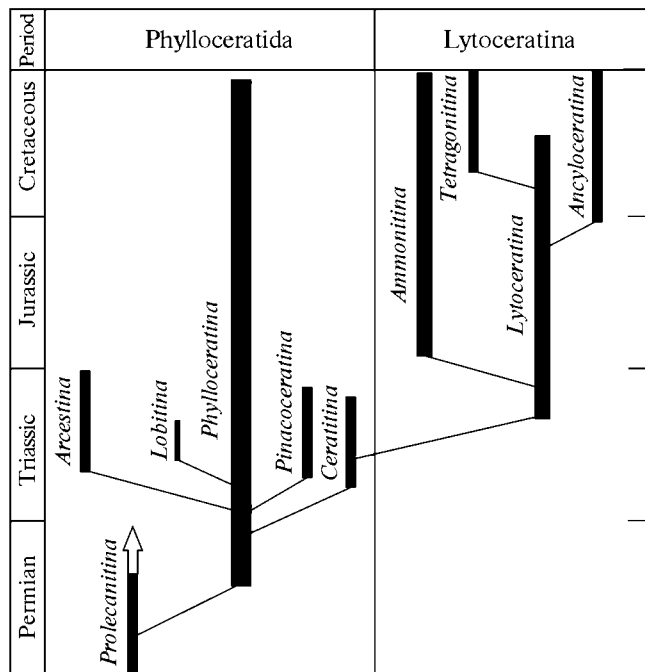 Period
Phylloceratida
Lytoceratina
Cretaceous
Jurassic
Triassic
Permian
Arcestina
Prolecanitina
Lobitina
Phylloceratina
Pinacoceratina
Ceratitina
Ammonitina
Tetragonitina
Lytoceratina
Ancyloceratina